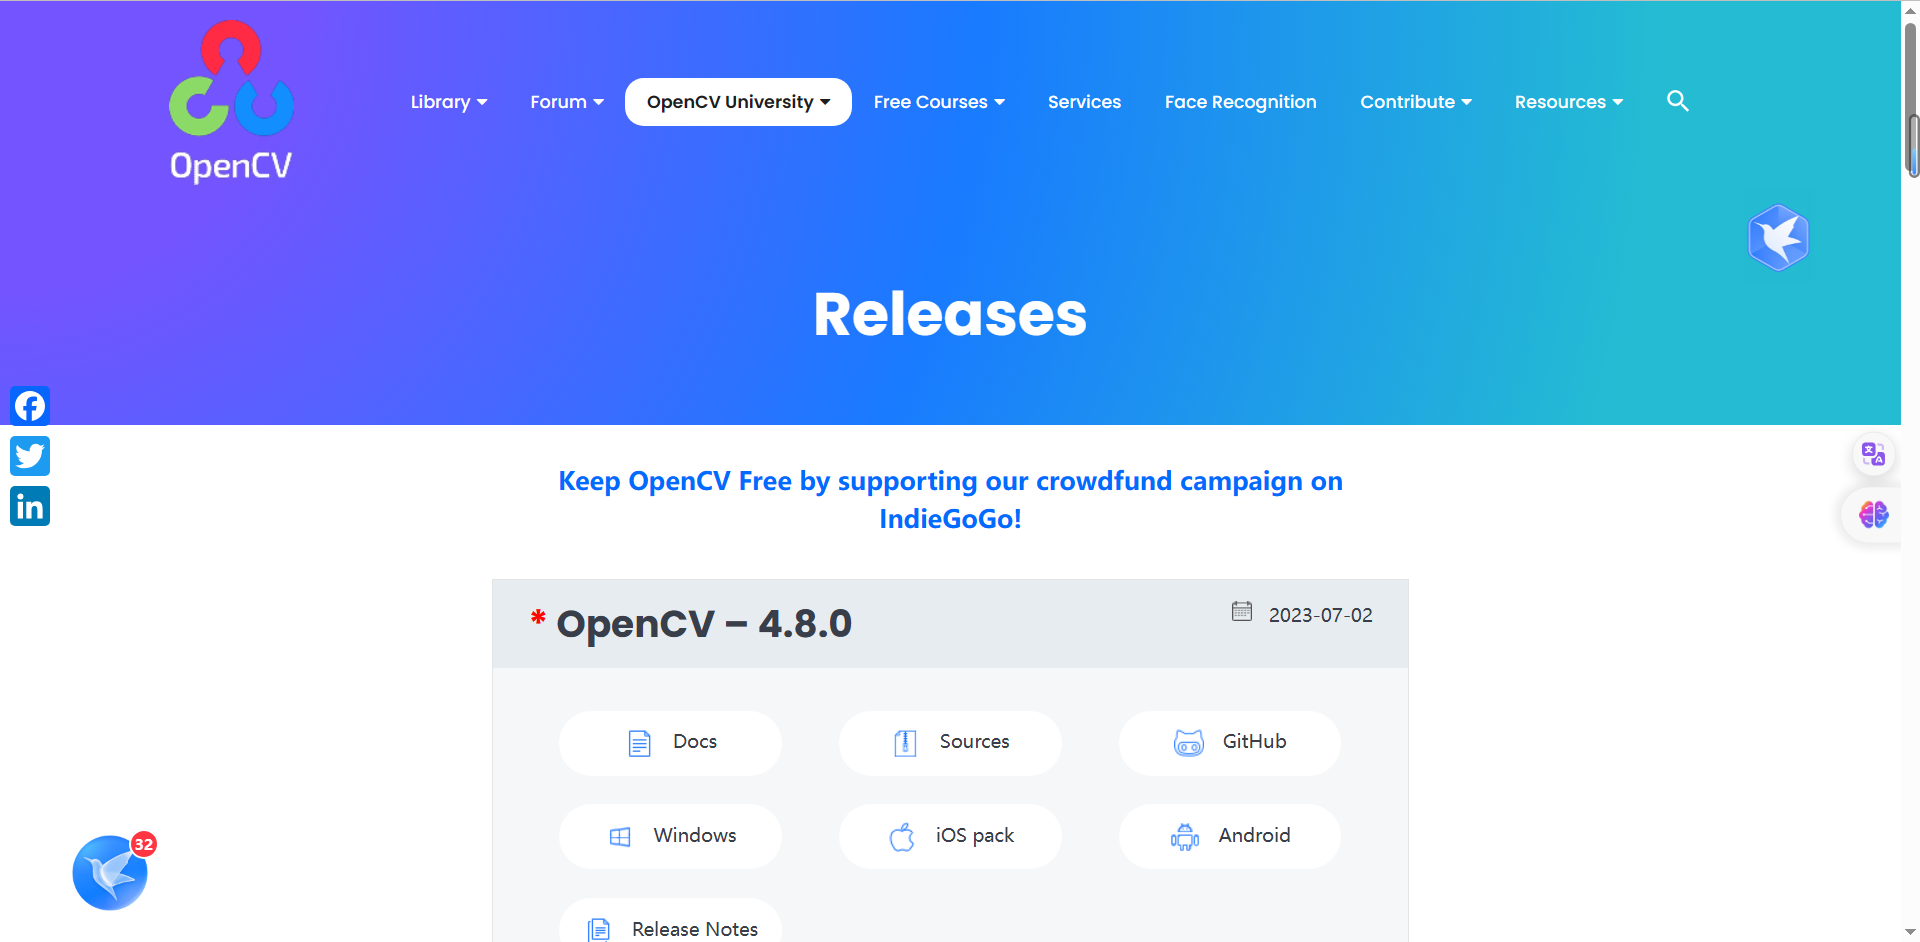 OpenCV
Library
Forum
OpenCV University
Free Courses
Services
Face Recognition
Contribute
Resources
Releases
Keep OpenCV Free by supporting our crowdfund campaign on
IndieGoGo!
* OpenCV – 4.8.0
2023-07-02
Docs
Sources
GitHub
Windows
iOS pack
Android
Release Notes
32